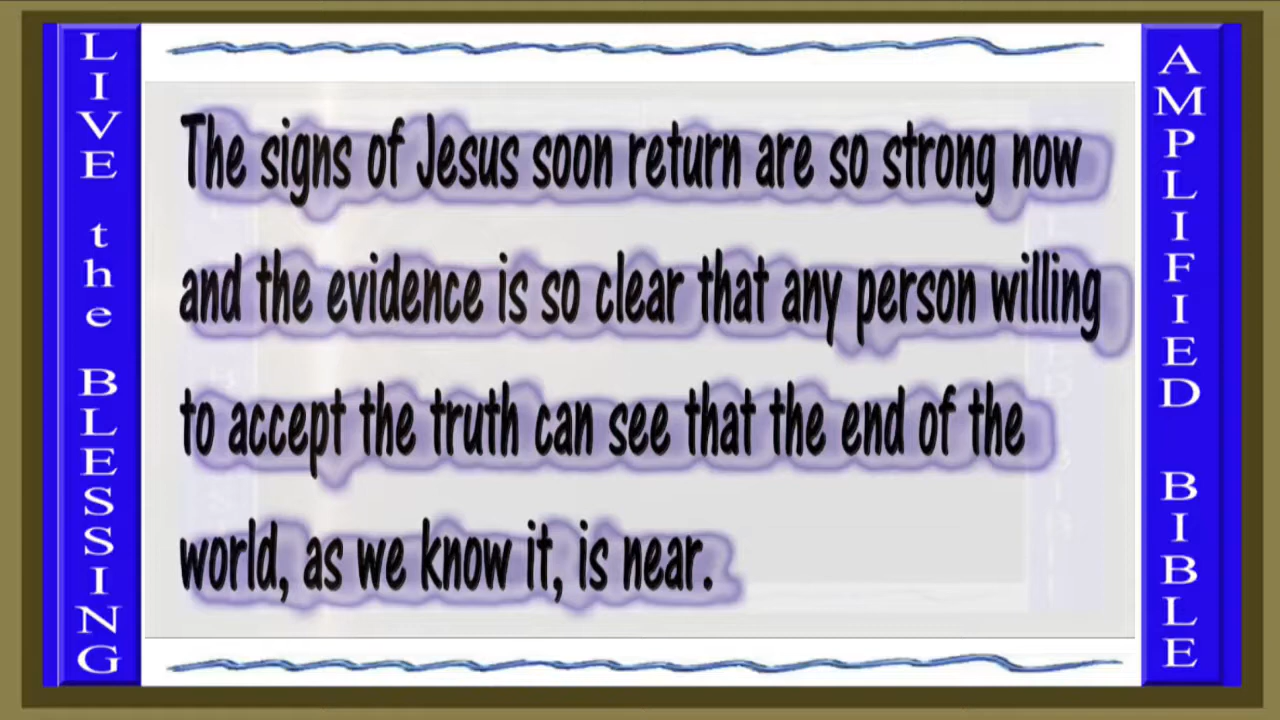 LIVE the BLESSING
The signs of Jesus soon return are so strong now
and the evidence is so clear that any person willing
to accept the truth can see that the end of the
world, as we know it, is near.
AMPLIFIED BIBLE